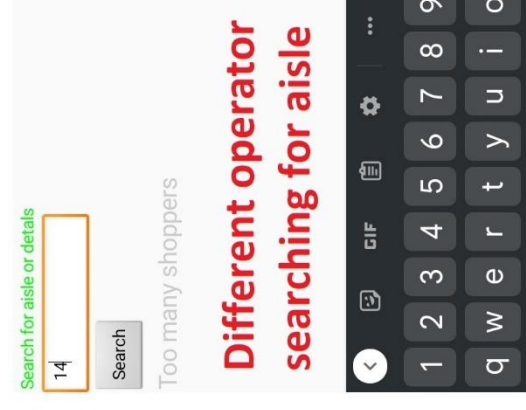 Search for aisle or detals
14
Search
Too many shoppers
Different operator
searching for aisle
GIF
1 2 3 4 5 6 7 8 9
q w e r t y u i o